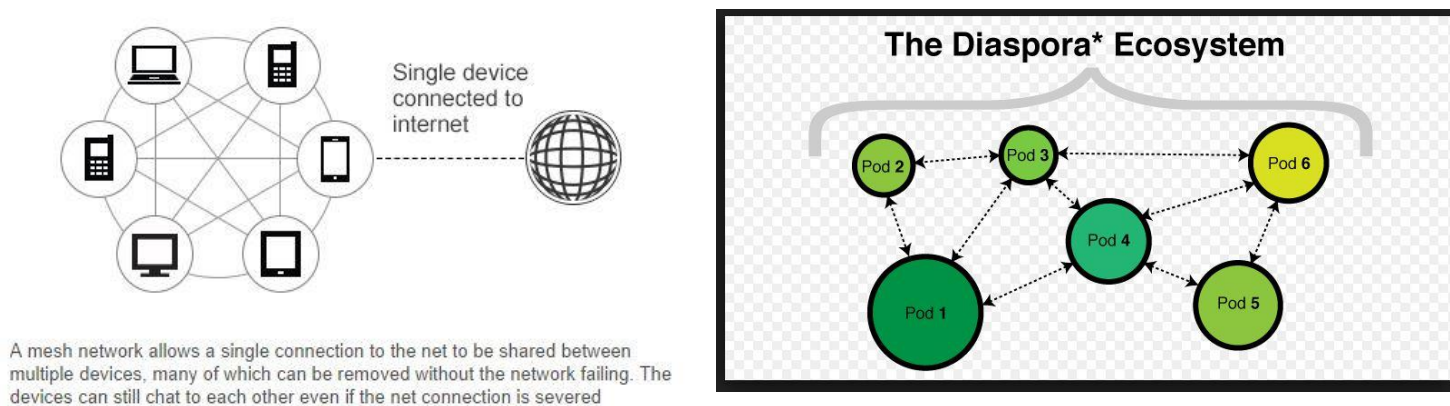 Single device
connected to
internet
A mesh network allows a single connection to the net to be shared between
multiple devices, many of which can be removed without the network failing. The
devices can still chat to each other even if the net connection is severed
The Diaspora* Ecosystem
Pod 2
Pod 3
Pod 6
Pod 4
Pod 1
Pod 5